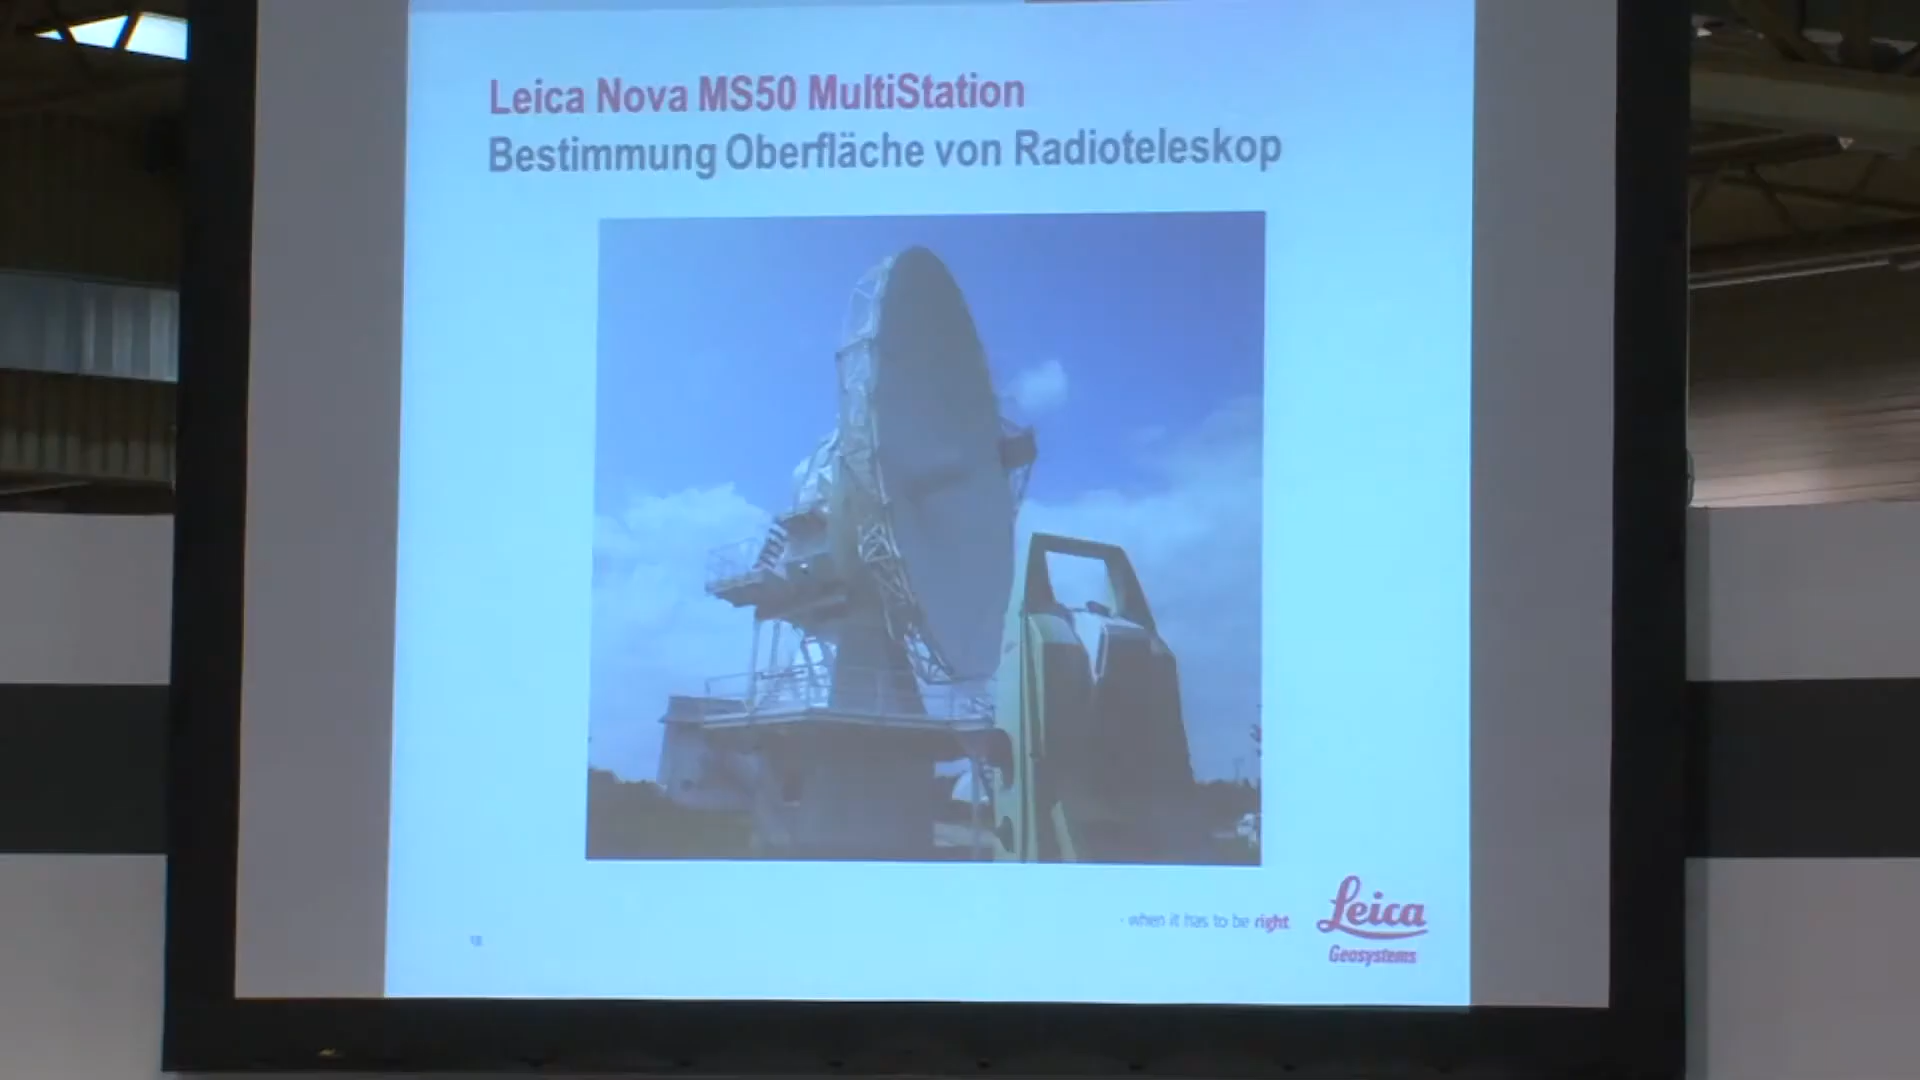 Leica Nova MS50 MultiStation
Bestimmung Oberfläche von Radioteleskop
- when it has to be right
Leica
Geosystems